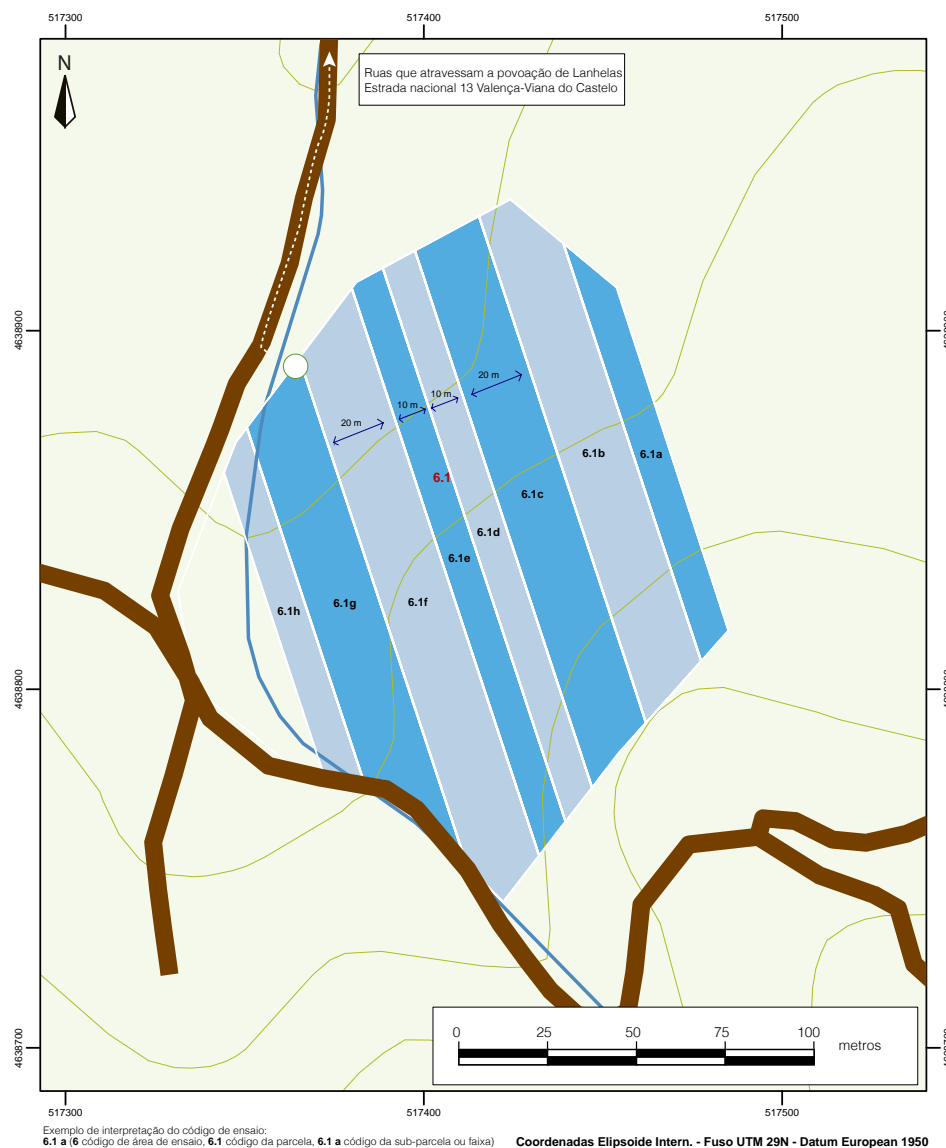 517300 517400 517500
N
Ruas que atravessam a povoação de Lanhelas
Estrada nacional 13 Valença-Viana do Castelo
4638900
4638900
20 m
10 m
10 m
20 m
6.1
6.1b
6.1a
6.1c
6.1d
6.1e
6.1f
6.1g
6.1h
4638800
4638800
0 25 50 75 100
metros
4638700
4638700
517300 517400 517500
Exemplo de interpretação do código de ensaio:
6.1 a (6 código de área de ensaio, 6.1 código da parcela, 6.1 a código da sub-parcela ou faixa)
Coordenadas Elipsoide Intern. - Fuso UTM 29N - Datum European 1950